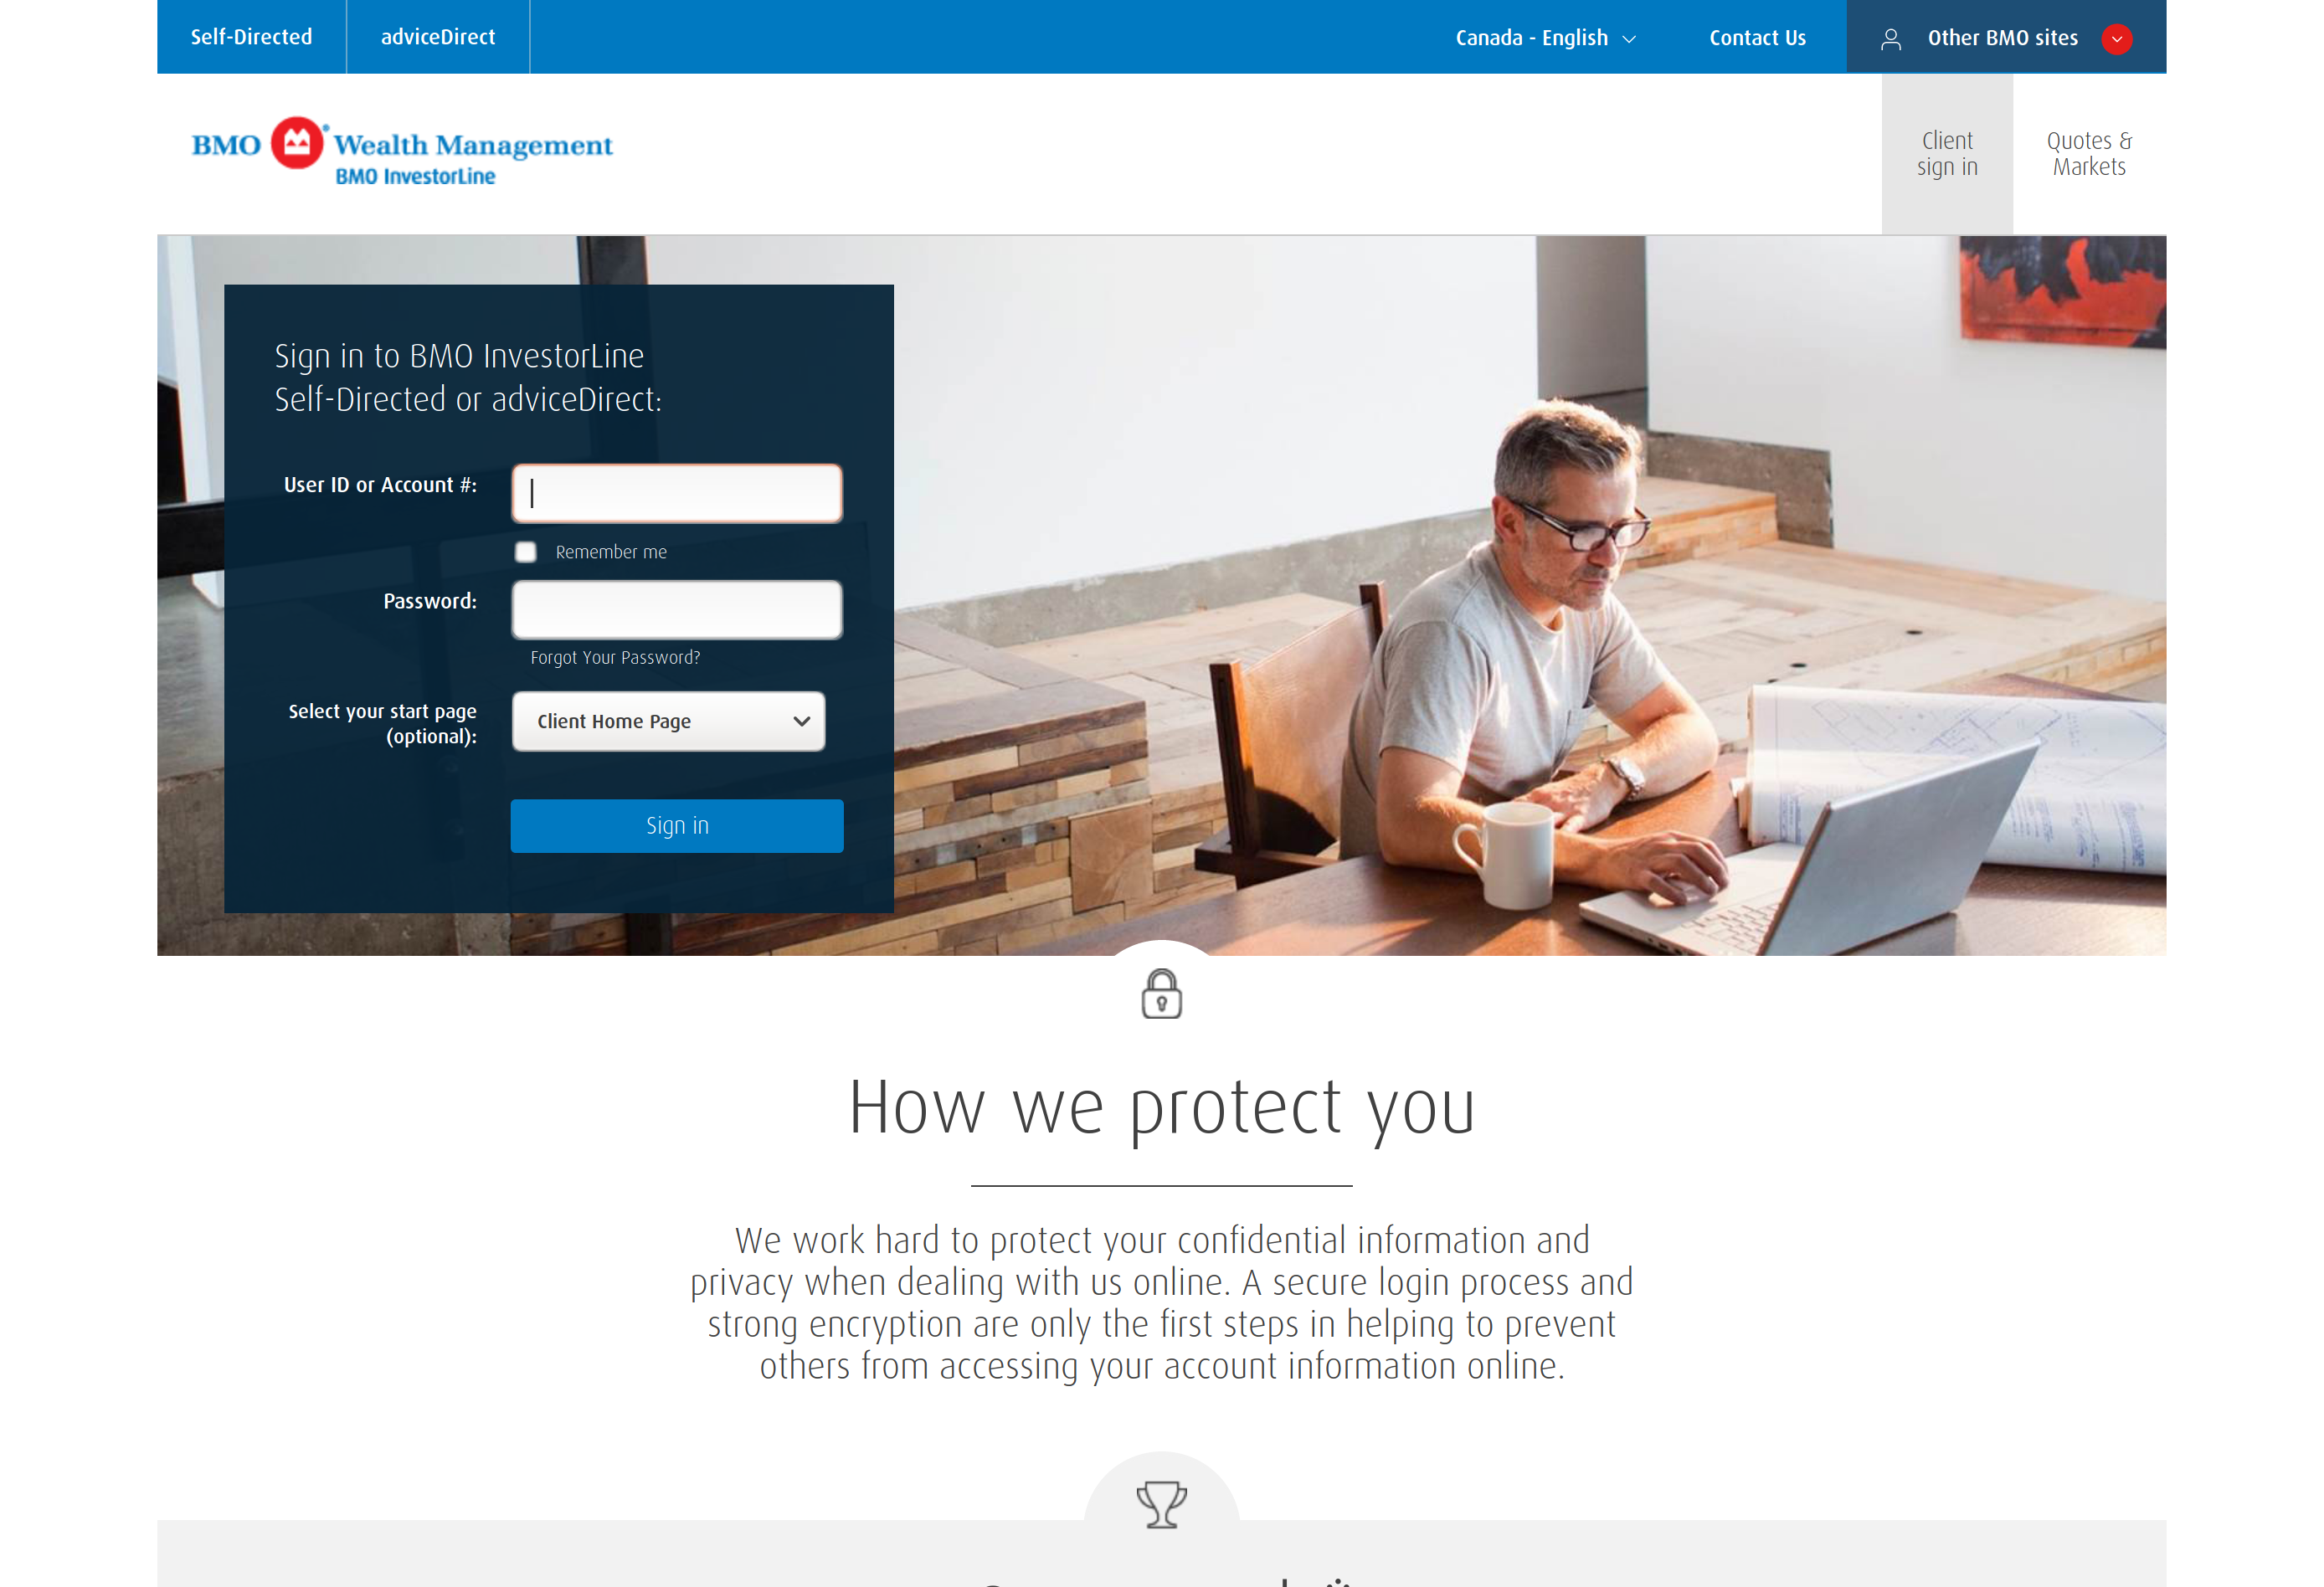 Self-Directed
adviceDirect
Canada - English
Contact Us
Other BMO sites
BMO Wealth Management
BMO InvestorLine
Client
sign in
Quotes &
Markets
Sign in to BMO InvestorLine
Self-Directed or adviceDirect:
User ID or Account #:
Remember me
Password:
Forgot Your Password?
Select your start page
(optional):
Client Home Page
Sign in
How we protect you
We work hard to protect your confidential information and
privacy when dealing with us online. A secure login process and
strong encryption are only the first steps in helping to prevent
others from accessing your account information online.